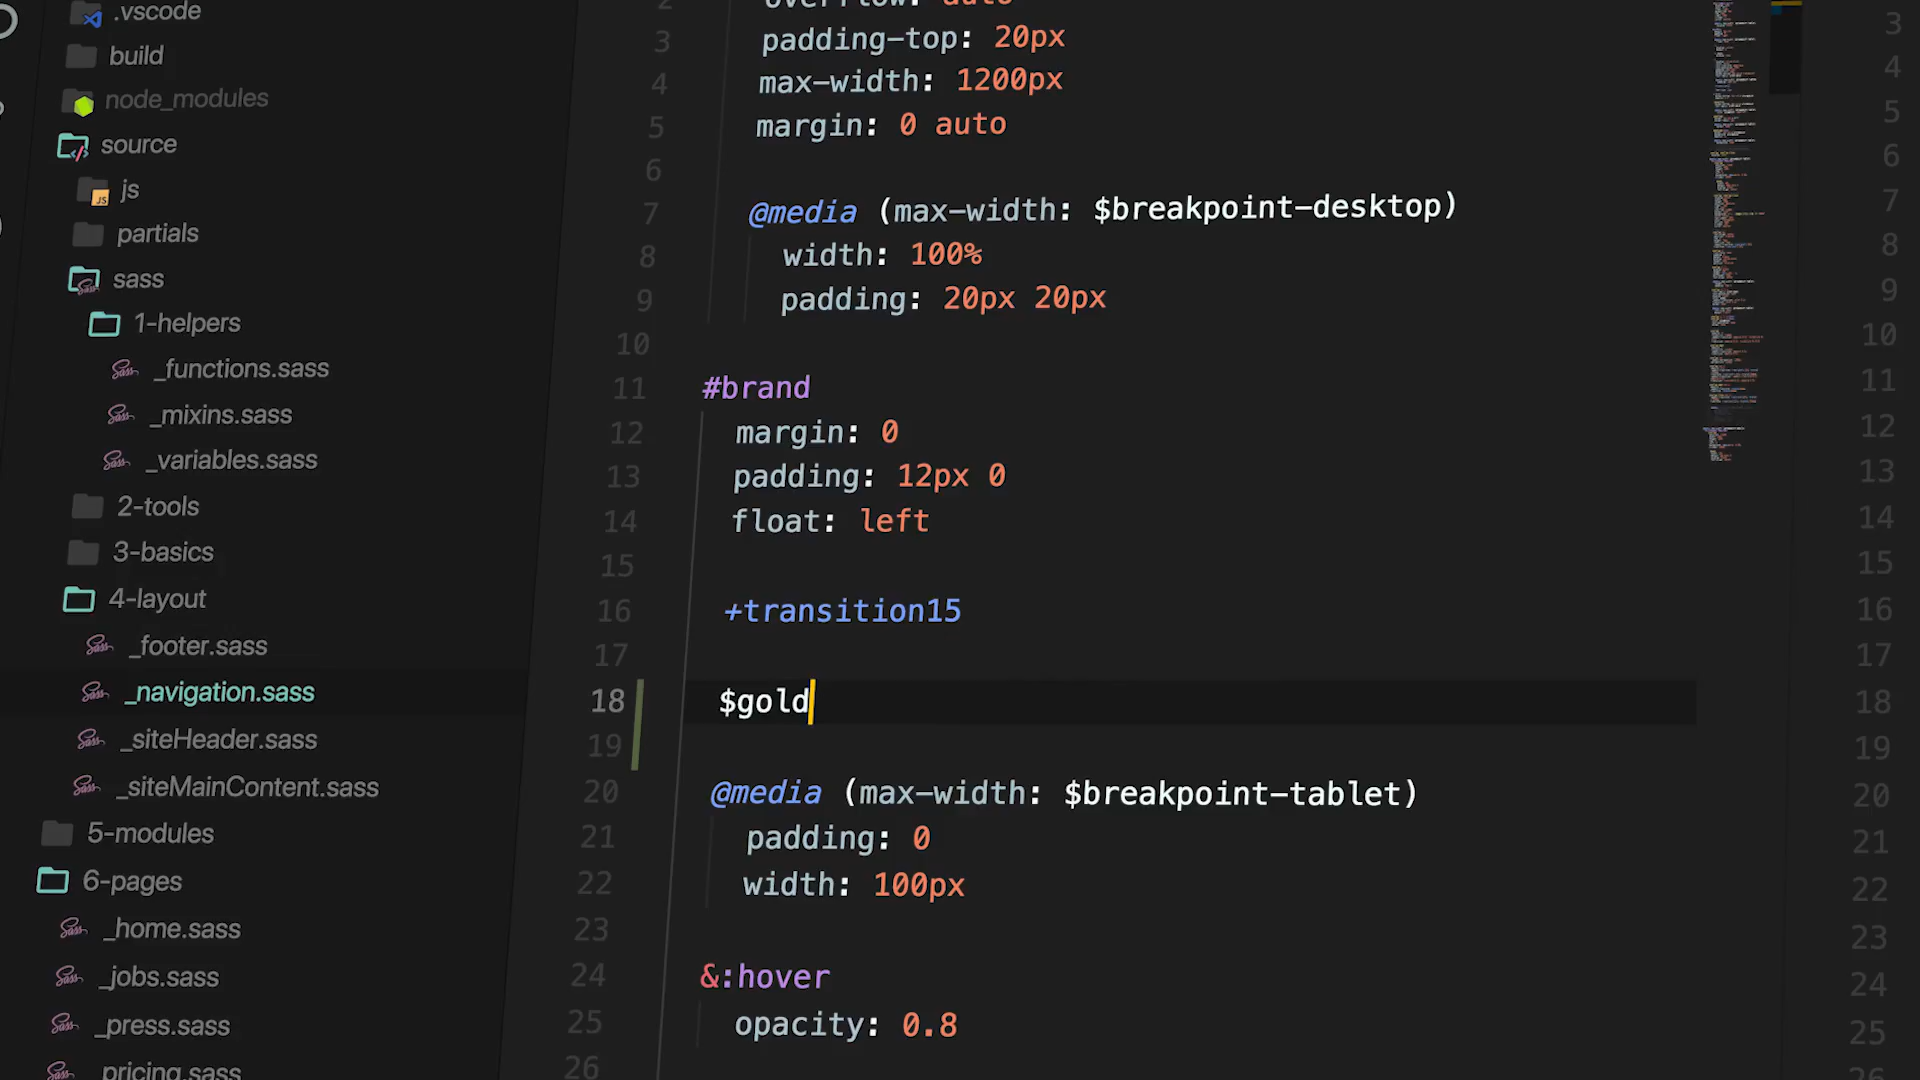 .vscode
build
node_modules
source
js
partials
sass
1-helpers
_functions.sass
_mixins.sass
_variables.sass
2-tools
3-basics
4-layout
_footer.sass
_navigation.sass
_siteHeader.sass
_siteMainContent.sass
5-modules
6-pages
_home.sass
_jobs.sass
_press.sass
_pricing.sass
2 overflow: auto
3 padding-top: 20px
4 max-width: 1200px
5 margin: 0 auto
6
7 @media (max-width: $breakpoint-desktop)
8 width: 100%
9 padding: 20px 20px
10
11 #brand
12 margin: 0
13 padding: 12px 0
14 float: left
15
16 +transition15
17
18 $gold
19
20 @media (max-width: $breakpoint-tablet)
21 padding: 0
22 width: 100px
23
24 &:hover
25 opacity: 0.8
26
3
4
5
6
7
8
9
10
11
12
13
14
15
16
17
18
19
20
21
22
23
24
25
26